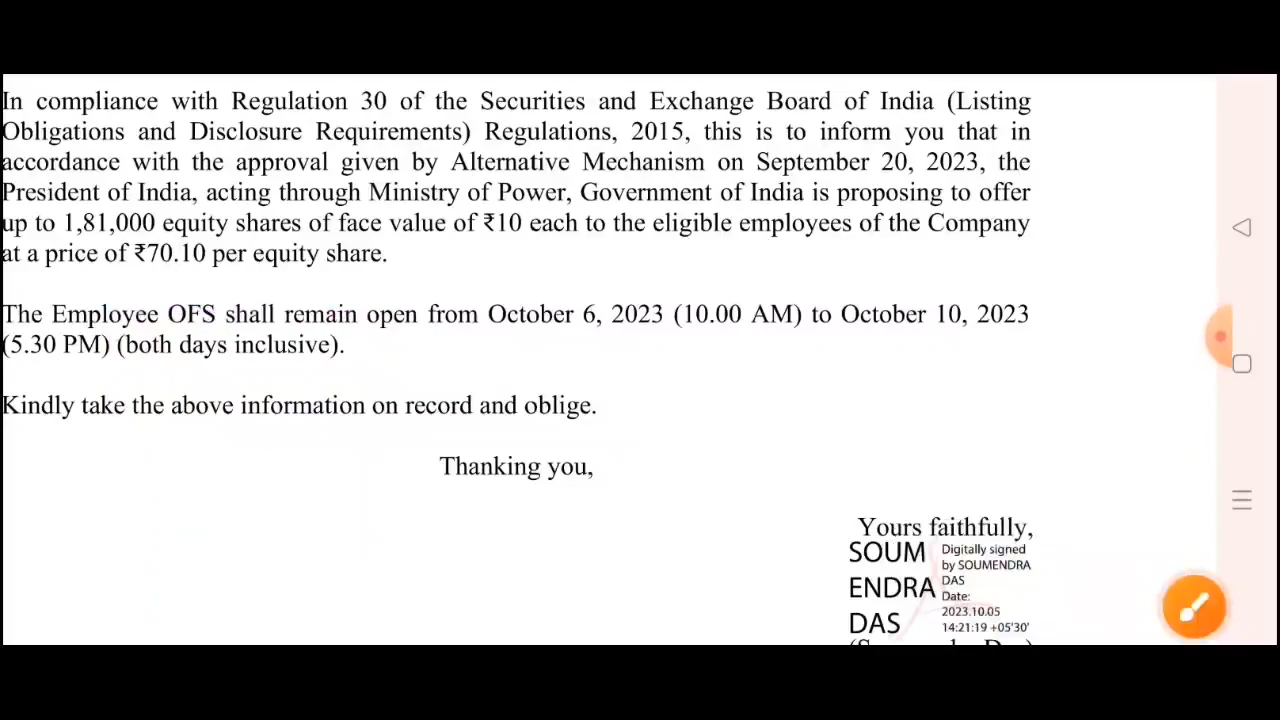 In compliance with Regulation 30 of the Securities and Exchange Board of India (Listing
Obligations and Disclosure Requirements) Regulations, 2015, this is to inform you that in
accordance with the approval given by Alternative Mechanism on September 20, 2023, the
President of India, acting through Ministry of Power, Government of India is proposing to offer
up to 1,81,000 equity shares of face value of ₹10 each to the eligible employees of the Company
at a price of ₹70.10 per equity share.
The Employee OFS shall remain open from October 6, 2023 (10.00 AM) to October 10, 2023
(5.30 PM) (both days inclusive).
Kindly take the above information on record and oblige.
Thanking you,
Yours faithfully,
SOUM
ENDRA
DAS
Digitally signed
by SOUMENDRA
DAS
Date:
2023.10.05
14:21:19 +05'30'